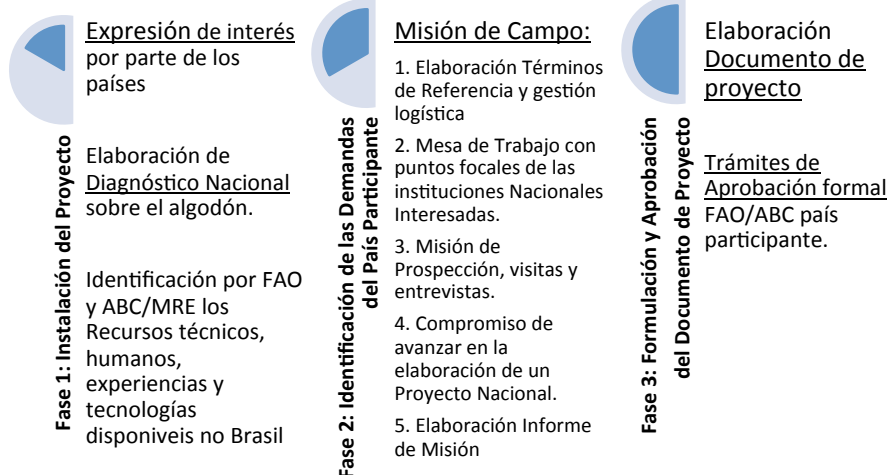 Fase 1: Instalación del Proyecto
Expresión de interés
por parte de los
países
Elaboración de
Diagnóstico Nacional
sobre el algodón.
Identificación por FAO
y ABC/MRE los
Recursos técnicos,
humanos,
experiencias y
tecnologías
disponiveis no Brasil
Fase 2: Identificación de las Demandas
del País Participante
Misión de Campo:
1. Elaboración Términos
de Referencia y gestión
logística
2. Mesa de Trabajo con
puntos focales de las
instituciones Nacionales
Interesadas.
3. Misión de
Prospección, visitas y
entrevistas.
4. Compromiso de
avanzar en la
elaboración de un
Proyecto Nacional.
5. Elaboración Informe
de Misión
Fase 3: Formulación y Aprobación
del Documento de Proyecto
Elaboración
Documento de
proyecto
Trámites de
Aprobación formal
FAO/ABC país
participante.